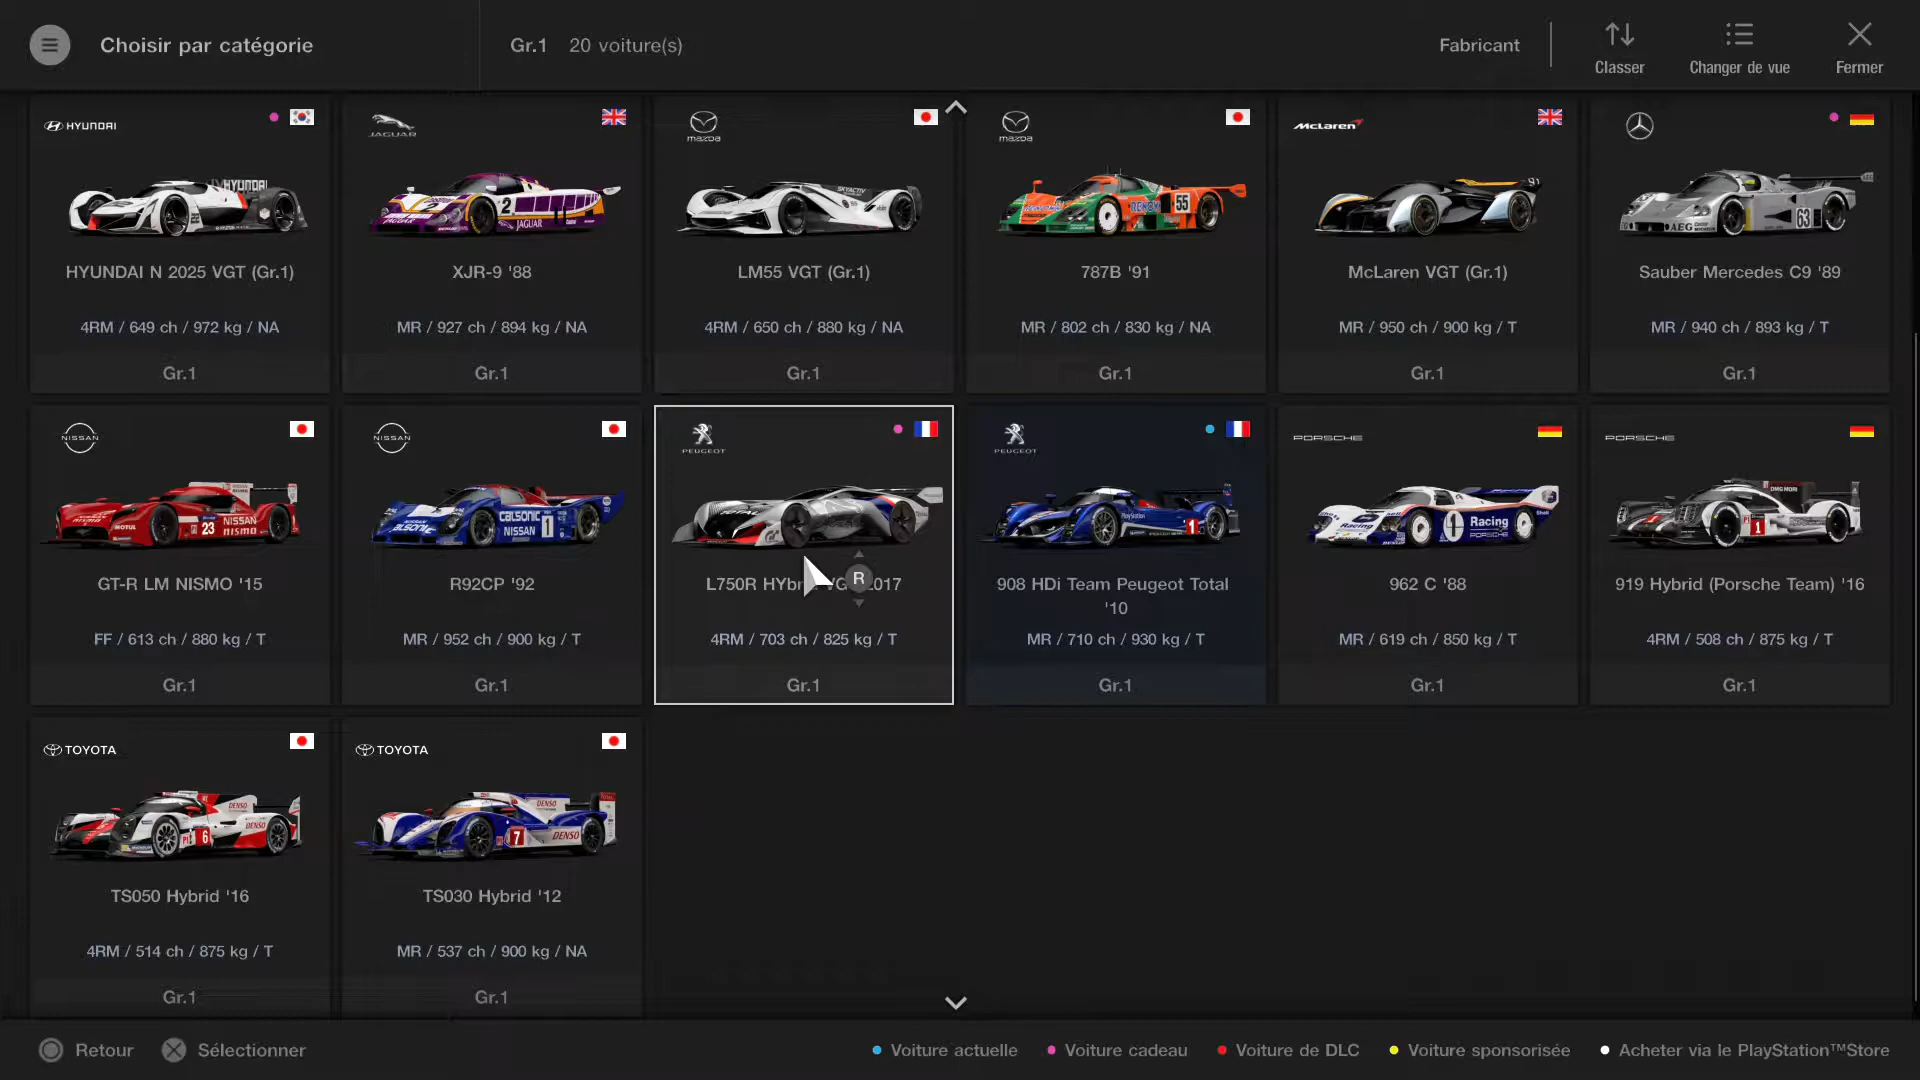 Choisir par catégorie
Gr.1 20 voiture(s)
Fabricant
Classer
Changer de vue
Fermer
HYUNDAI
HYUNDAI N 2025 VGT (Gr.1)
4RM / 649 ch / 972 kg / NA
Gr.1
JAGUAR
XJR-9 '88
MR / 927 ch / 894 kg / NA
Gr.1
mazda
LM55 VGT (Gr.1)
4RM / 650 ch / 880 kg / NA
Gr.1
mazda
787B '91
MR / 802 ch / 830 kg / NA
Gr.1
McLaren
McLaren VGT (Gr.1)
MR / 950 ch / 900 kg / T
Gr.1
Sauber Mercedes C9 '89
MR / 940 ch / 893 kg / T
Gr.1
NISSAN
GT-R LM NISMO '15
FF / 613 ch / 880 kg / T
Gr.1
NISSAN
R92CP '92
MR / 952 ch / 900 kg / T
Gr.1
PEUGEOT
L750R 2017
4RM / 703 ch / 825 kg / T
Gr.1
R
PEUGEOT
908 HDi Team Peugeot Total
'10
MR / 710 ch / 930 kg / T
Gr.1
PORSCHE
962 C '88
MR / 619 ch / 850 kg / T
Gr.1
PORSCHE
919 Hybrid (Porsche Team) '16
4RM / 508 ch / 875 kg / T
Gr.1
TOYOTA
TS050 Hybrid '16
4RM / 514 ch / 875 kg / T
Gr.1
TOYOTA
TS030 Hybrid '12
MR / 537 ch / 900 kg / NA
Gr.1
Retour
Sélectionner
Voiture actuelle
Voiture cadeau
Voiture de DLC
Voiture sponsorisée
Acheter via le PlayStation™Store